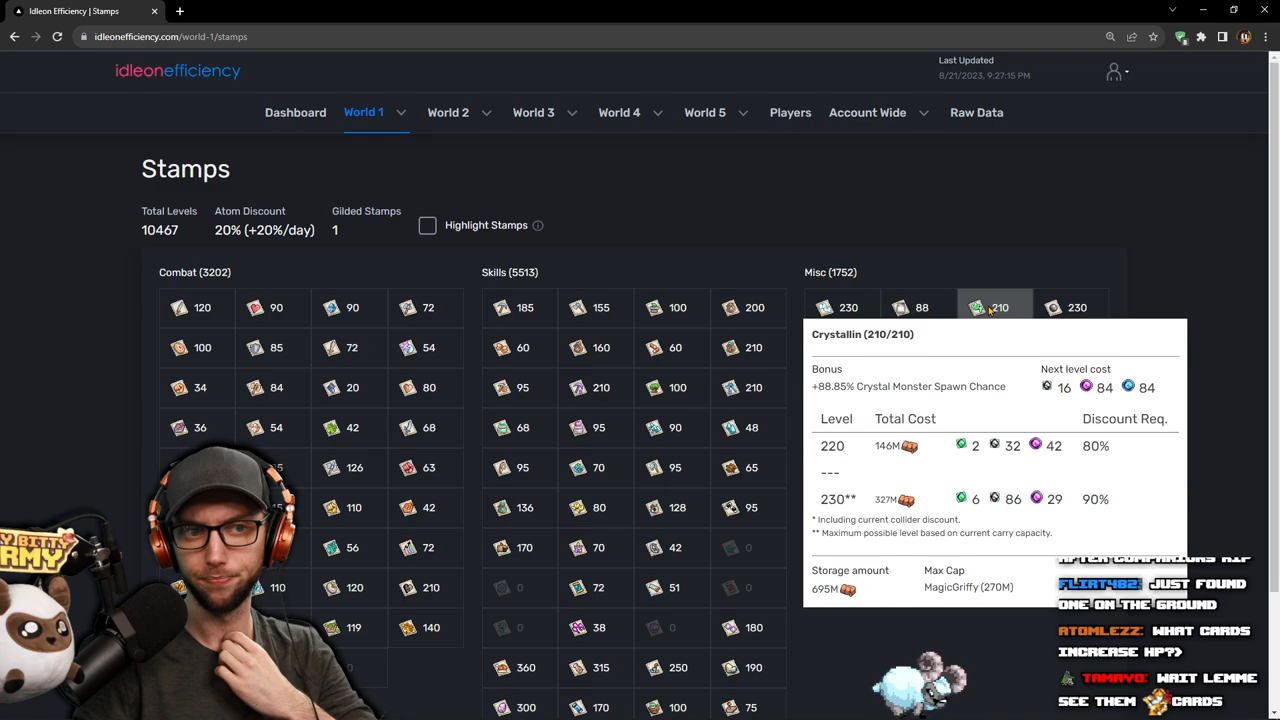 Idleon Efficiency | Stamps
idleonefficiency.com/world-1/stamps
idleonefficiency
Last Updated
8/21/2023, 9:27:15 PM
Dashboard World 1 World 2 World 3 World 4 World 5 Players Account Wide Raw Data
Stamps
Total Levels Atom Discount Gilded Stamps
10467 20% (+20%/day) 1
Highlight Stamps
Combat (3202) Skills (5513) Misc (1752)
120 90 90 72 185 155 100 200 230 88 210 230
100 85 72 54 60 160 60 210
34 84 20 80 95 210 100 210
36 54 42 68 68 95 90 48
126 63 95 70 95 65
210 42 136 80 128 95
56 72 170 70 42 0
110 210 0 72 51 0
119 140 0 38 0 180
0 360 315 250 190
300 170 100 75
Crystallin (210/210)
Bonus Next level cost
+88.85% Crystal Monster Spawn Chance 16 84 84
Level Total Cost Discount Req.
220 146M 2 32 42 80%
---
230** 327M 6 86 29 90%
* Including current collider discount.
** Maximum possible level based on current carry capacity.
Storage amount Max Cap
695M MagicGriffy (270M)
AFTER COMPANIONS RIP
FLIRT482: JUST FOUND
ONE ON THE GROUND
ATOMLEZZ: WHAT CARDS
INCREASE HP?>
TAMAYO: WAIT LEMME
SEE THEM CARDS